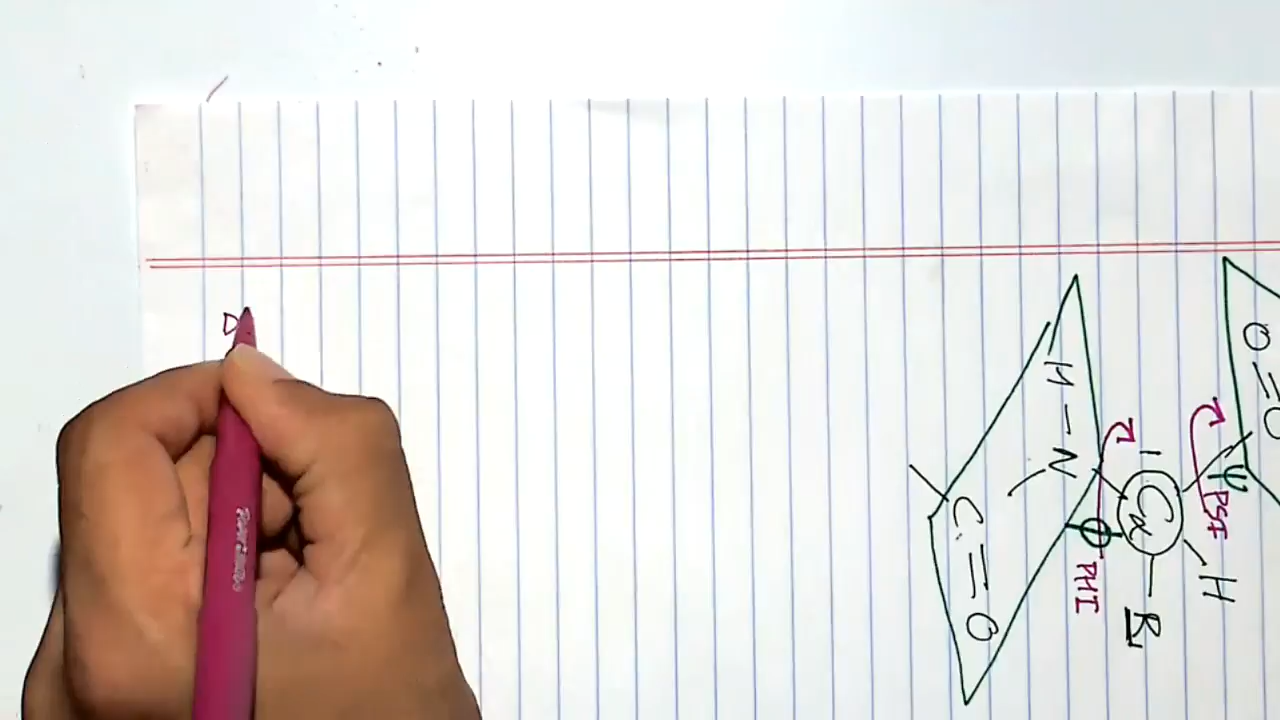 O=C
ψ
PSI
H
Cα
R
H-N
φ
PHI
C=O
D